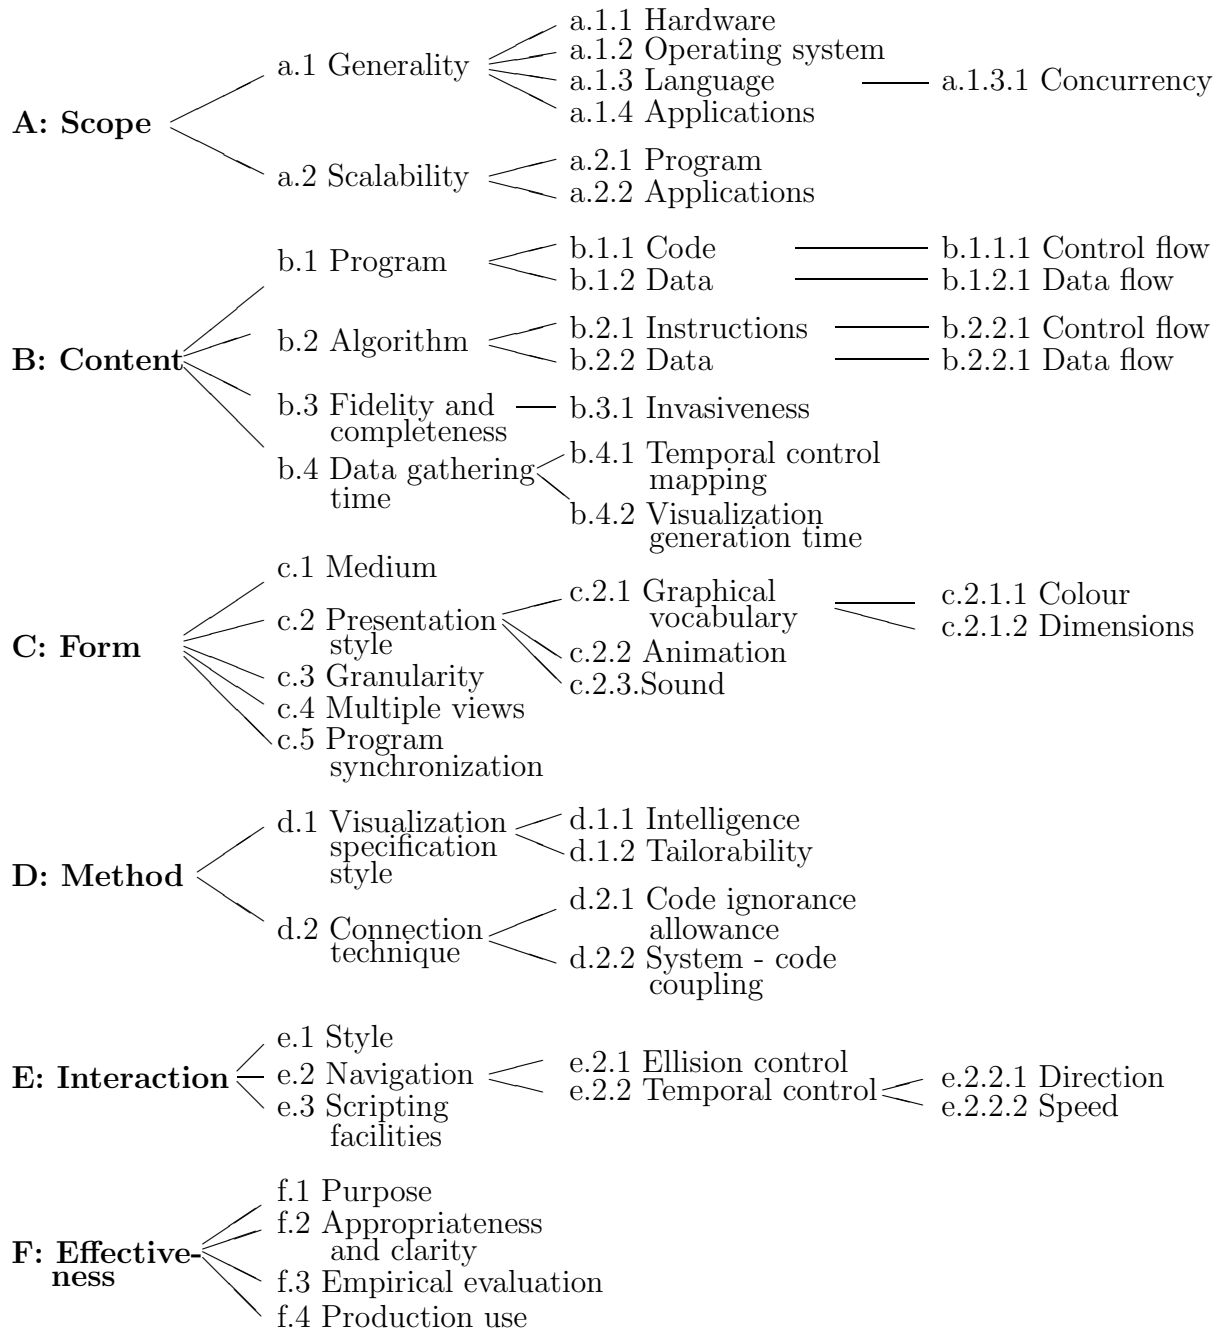 a.1.1 Hardware
a.1.2 Operating system
a.1 Generality
a.1.3 Language
a.1.3.1 Concurrency
a.1.4 Applications
A: Scope
a.2.1 Program
a.2 Scalability
a.2.2 Applications
b.1.1 Code
b.1.1.1 Control flow
b.1 Program
b.1.2 Data
b.1.2.1 Data flow
b.2.1 Instructions
b.2.2.1 Control flow
b.2 Algorithm
B: Content
b.2.2 Data
b.2.2.1 Data flow
b.3 Fidelity and
completeness
b.3.1 Invasiveness
b.4 Data gathering
time
b.4.1 Temporal control
mapping
b.4.2 Visualization
generation time
c.1 Medium
c.2.1 Graphical
vocabulary
c.2.1.1 Colour
c.2 Presentation
style
c.2.1.2 Dimensions
C: Form
c.2.2 Animation
c.3 Granularity
c.2.3.Sound
c.4 Multiple views
c.5 Program
synchronization
d.1 Visualization
specification
style
d.1.1 Intelligence
d.1.2 Tailorability
D: Method
d.2.1 Code ignorance
allowance
d.2 Connection
technique
d.2.2 System - code
coupling
e.1 Style
e.2.1 Ellision control
E: Interaction
e.2 Navigation
e.2.2 Temporal control
e.2.2.1 Direction
e.3 Scripting
facilities
e.2.2.2 Speed
f.1 Purpose
f.2 Appropriateness
and clarity
F: Effective-
ness
f.3 Empirical evaluation
f.4 Production use